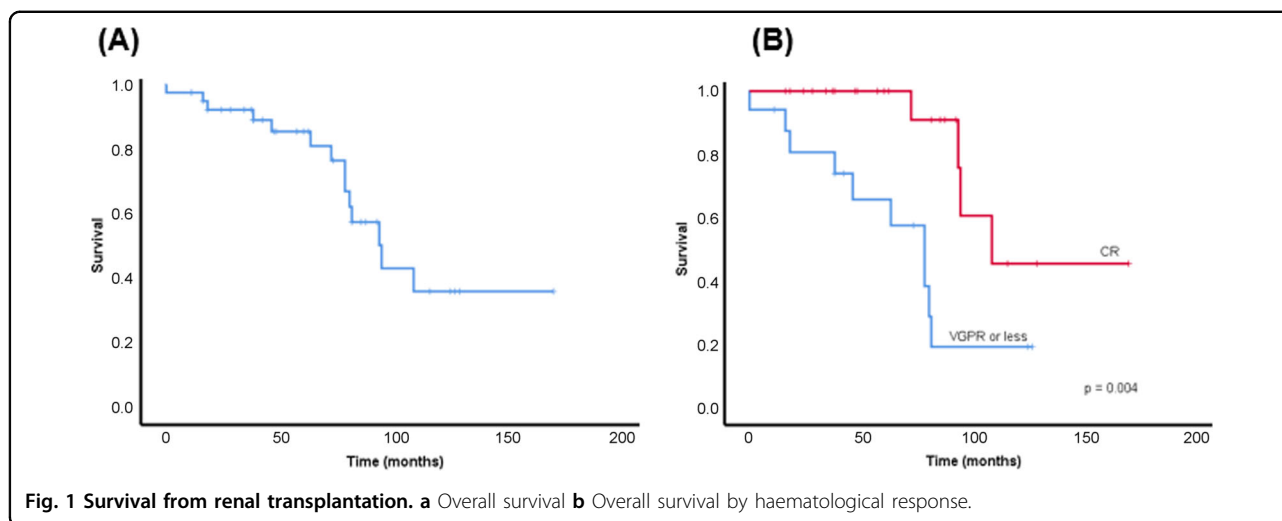 (A)
1.0
0.8
0.6
0.4
0.2
0.0
Survival
0 50 100 150 200
Time (months)
(B)
1.0
0.8
0.6
0.4
0.2
0.0
Survival
CR
VGPR or less
p = 0.004
0 50 100 150 200
Time (months)
Fig. 1 Survival from renal transplantation. a Overall survival b Overall survival by haematological response.